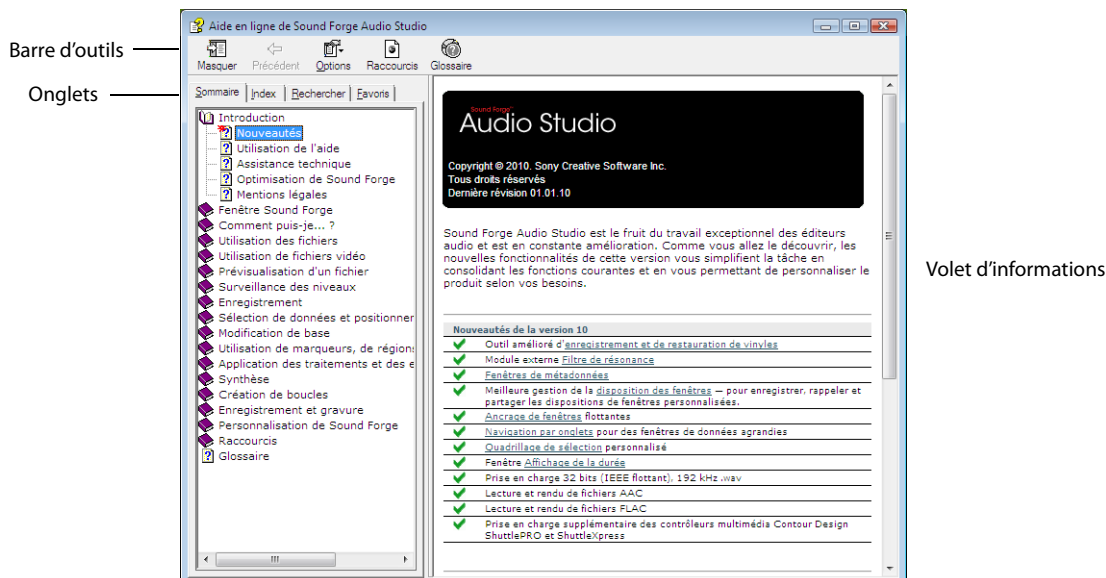 Aide en ligne de Sound Forge Audio Studio
Barre d'outils
Masquer Précédent Options Raccourcis Glossaire
Onglets
Sommaire Index Rechercher Favoris
Introduction
Nouveautés
Utilisation de l'aide
Assistance technique
Optimisation de Sound Forge
Mentions légales
Fenêtre Sound Forge
Comment puis-je... ?
Utilisation des fichiers
Utilisation de fichiers vidéo
Prévisualisation d'un fichier
Surveillance des niveaux
Enregistrement
Sélection de données et positionner
Modification de base
Utilisation de marqueurs, de région
Application des traitements et des e
Synthèse
Création de boucles
Enregistrement et gravure
Personnalisation de Sound Forge
Raccourcis
Glossaire
Sound Forge™
Audio Studio
Copyright © 2010. Sony Creative Software Inc.
Tous droits réservés
Dernière révision 01.01.10
Sound Forge Audio Studio est le fruit du travail exceptionnel des éditeurs
audio et est en constante amélioration. Comme vous allez le découvrir, les
nouvelles fonctionnalités de cette version vous simplifient la tâche en
consolidant les fonctions courantes et en vous permettant de personnaliser le
produit selon vos besoins.
Nouveautés de la version 10
Outil amélioré d'enregistrement et de restauration de vinyles
Module externe Filtre de résonance
Fenêtres de métadonnées
Meilleure gestion de la disposition des fenêtres — pour enregistrer, rappeler et
partager les dispositions de fenêtres personnalisées.
Ancrage de fenêtres flottantes
Navigation par onglets pour des fenêtres de données agrandies
Quadrillage de sélection personnalisé
Fenêtre Affichage de la durée
Prise en charge 32 bits (IEEE flottant), 192 kHz .wav
Lecture et rendu de fichiers AAC
Lecture et rendu de fichiers FLAC
Prise en charge supplémentaire des contrôleurs multimédia Contour Design
ShuttlePRO et ShuttleXpress
Volet d'informations